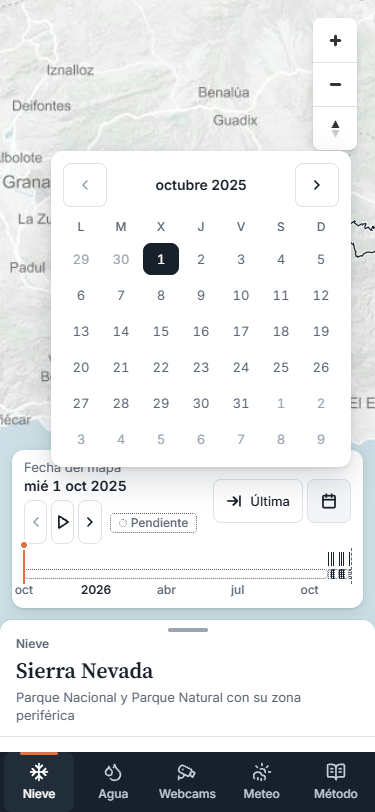 Iznalloz
Deifontes
Benalúa
Guadix
+
−
octubre 2025
L M X J V S D
29 30 1 2 3 4 5
6 7 8 9 10 11 12
13 14 15 16 17 18 19
20 21 22 23 24 25 26
27 28 29 30 31 1 2
3 4 5 6 7 8 9
lbolote
Grana
La Zu
Padul
ñécar
El E
Fecha del mapa
mié 1 oct 2025
Última
Pendiente
oct 2026 abr jul oct
Nieve
Sierra Nevada
Parque Nacional y Parque Natural con su zona
periférica
Nieve Agua Webcams Meteo Método